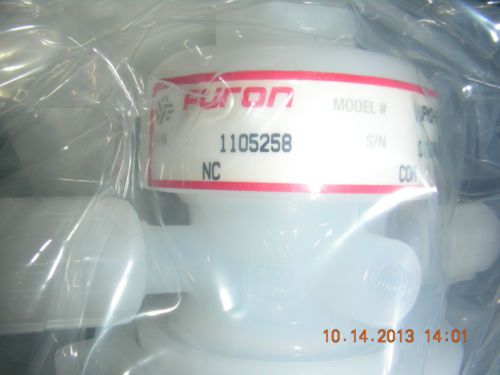 FURON MODEL #
P/N 1105258 S/N
NC
10.14.2013 14:01